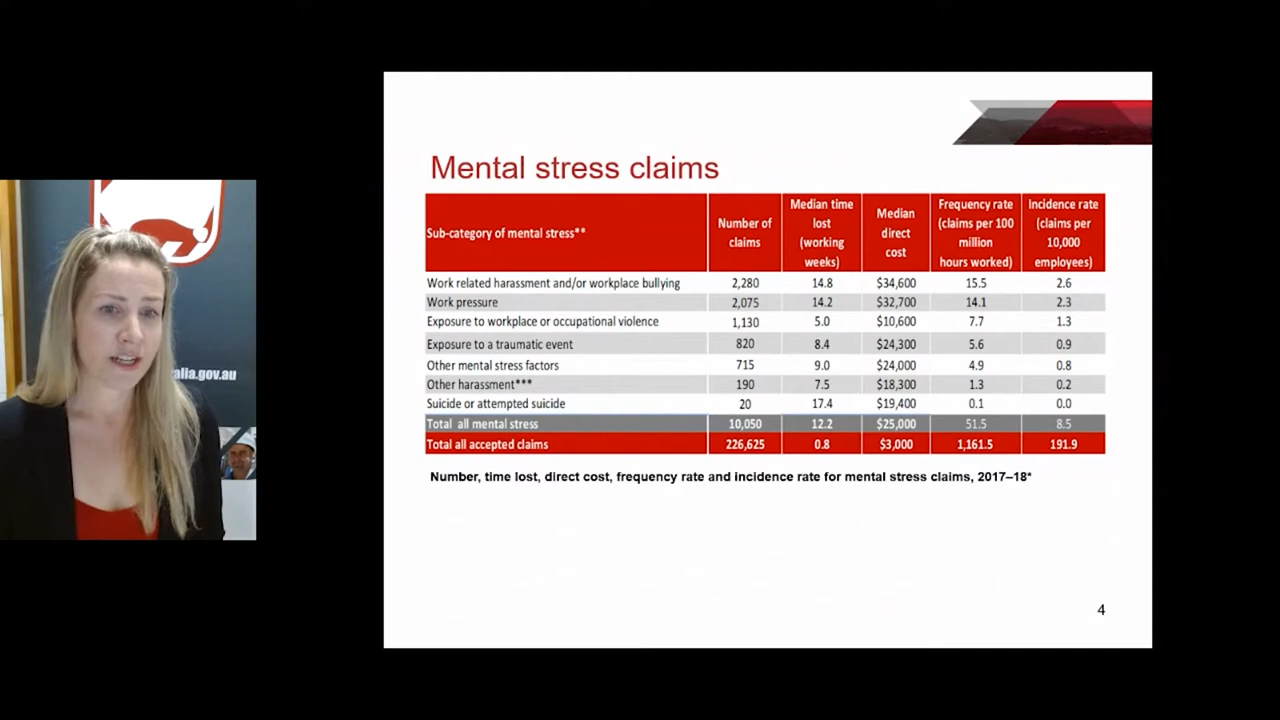 Mental stress claims
Sub-category of mental stress** Number of claims Median time lost (working weeks) Median direct cost Frequency rate (claims per 100 million hours worked) Incidence rate (claims per 10,000 employees)
Work related harassment and/or workplace bullying 2,280 14.8 $34,600 15.5 2.6
Work pressure 2,075 14.2 $32,700 14.1 2.3
Exposure to workplace or occupational violence 1,130 5.0 $10,600 7.7 1.3
Exposure to a traumatic event 820 8.4 $24,300 5.6 0.9
Other mental stress factors 715 9.0 $24,000 4.9 0.8
Other harassment*** 190 7.5 $18,300 1.3 0.2
Suicide or attempted suicide 20 17.4 $19,400 0.1 0.0
Total all mental stress 10,050 12.2 $25,000 51.5 8.5
Total all accepted claims 226,625 0.8 $3,000 1,161.5 191.9
Number, time lost, direct cost, frequency rate and incidence rate for mental stress claims, 2017–18*
4
alia.gov.au